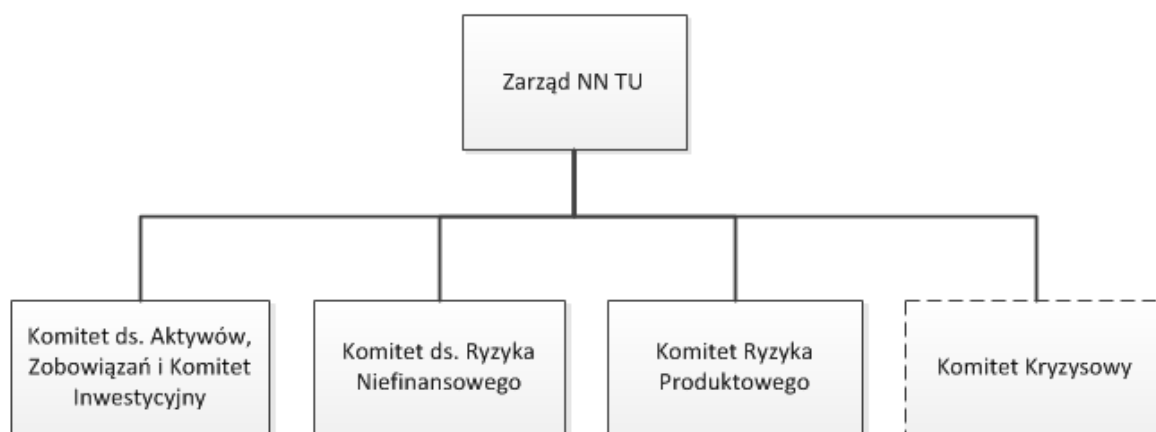 Zarząd NN TU
Komitet ds. Aktywów,
Zobowiązań i Komitet
Inwestycyjny
Komitet ds. Ryzyka
Niefinansowego
Komitet Ryzyka
Produktowego
Komitet Kryzysowy